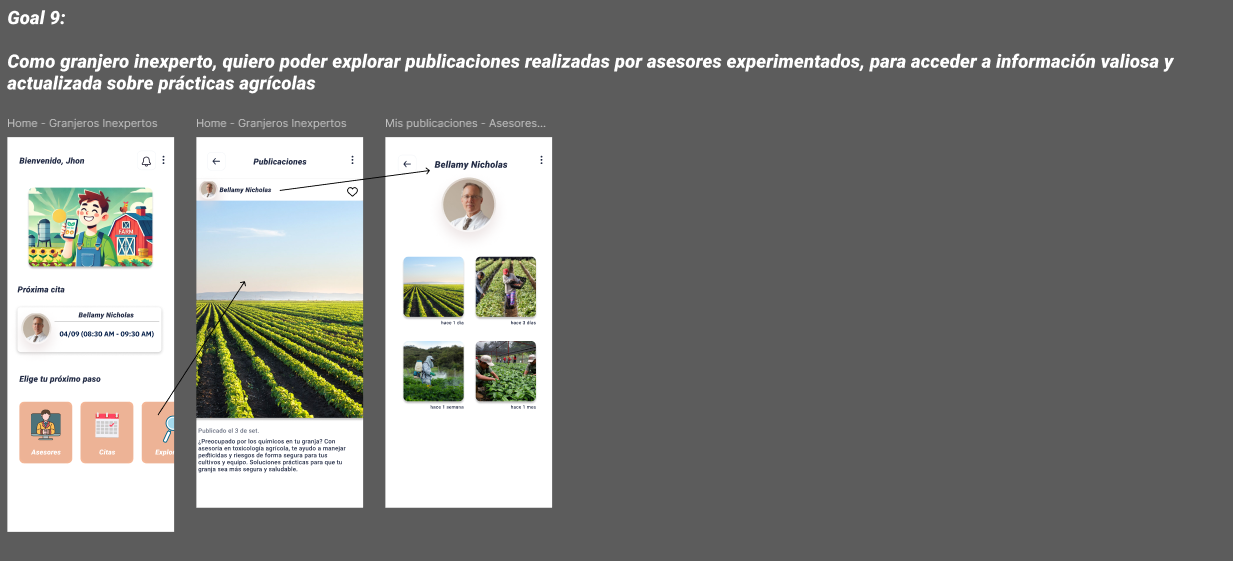 Goal 9:
Como granjero inexperto, quiero poder explorar publicaciones realizadas por asesores experimentados, para acceder a información valiosa y
actualizada sobre prácticas agrícolas
Home - Granjeros Inexpertos
Bienvenido, Jhon
FARM
Próxima cita
Bellamy Nicholas
04/09 (08:30 AM - 09:30 AM)
Elige tu próximo paso
Asesores
Citas
Explor
Home - Granjeros Inexpertos
Publicaciones
Bellamy Nicholas
Publicado el 3 de set.
¿Preocupado por los químicos en tu granja? Con
asesoría en toxicología agrícola, te ayudo a manejar
pesticidas y riesgos de forma segura para tus
cultivos y equipo. Soluciones prácticas para que tu
granja sea más segura y saludable.
Mis publicaciones - Asesores...
Bellamy Nicholas
hace 1 día
hace 3 días
hace 1 semana
hace 1 mes